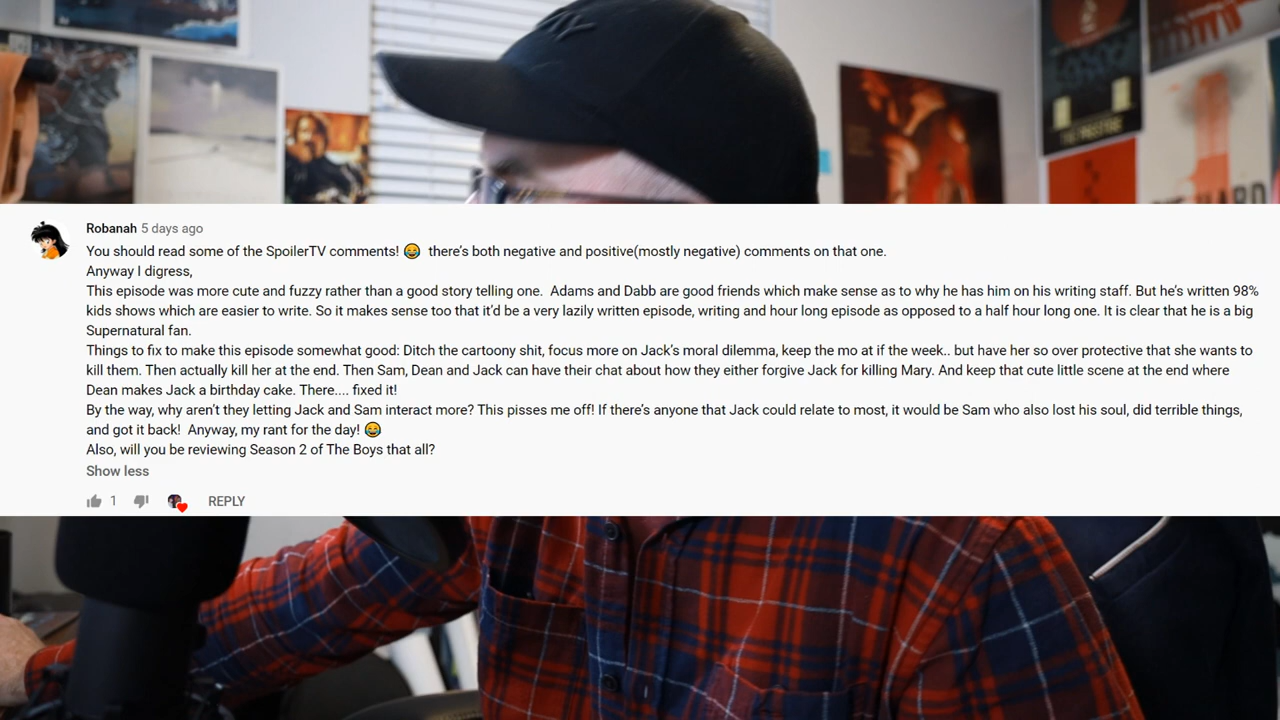 Robanah 5 days ago
You should read some of the SpoilerTV comments! 😂 there's both negative and positive(mostly negative) comments on that one.
Anyway I digress,
This episode was more cute and fuzzy rather than a good story telling one. Adams and Dabb are good friends which make sense as to why he has him on his writing staff. But he's written 98%
kids shows which are easier to write. So it makes sense too that it'd be a very lazily written episode, writing and hour long episode as opposed to a half hour long one. It is clear that he is a big
Supernatural fan.
Things to fix to make this episode somewhat good: Ditch the cartoony shit, focus more on Jack's moral dilemma, keep the mo at if the week.. but have her so over protective that she wants to
kill them. Then actually kill her at the end. Then Sam, Dean and Jack can have their chat about how they either forgive Jack for killing Mary. And keep that cute little scene at the end where
Dean makes Jack a birthday cake. There.... fixed it!
By the way, why aren't they letting Jack and Sam interact more? This pisses me off! If there's anyone that Jack could relate to most, it would be Sam who also lost his soul, did terrible things,
and got it back! Anyway, my rant for the day! 😂
Also, will you be reviewing Season 2 of The Boys that all?
Show less
1 REPLY